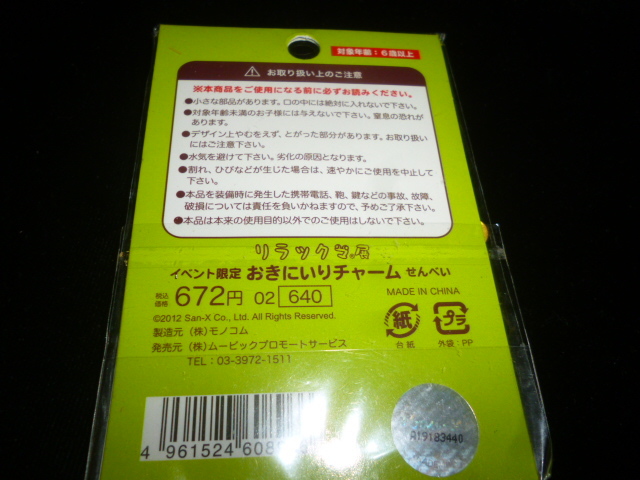 対象年齢：6歳以上
お取り扱い上のご注意
※本商品をご使用になる前に必ずお読みください。
●小さな部品があります。口の中には絶対に入れないで下さい。
●対象年齢未満のお子様には与えないで下さい。窒息の恐れが
あります。
●デザイン上やむをえず、とがった部分があります。お取り扱い
にはご注意下さい。
●水気を避けて下さい。劣化の原因となります。
●割れ、ひびなどが生じた場合は、速やかにご使用を中止して
下さい。
●本品を装備時に発生した携帯電話、鞄、鍵などの事故、故障、
破損については責任を負いかねますので、予めご了承下さい。
●本品は本来の使用目的以外でのご使用はしないで下さい。
リラックマ展
イベント限定 おきにいりチャーム せんべい
税込価格 672円 02 640
MADE IN CHINA
©2012 San-X Co., Ltd. All Rights Reserved.
製造元 (株)モノコム
発売元 (株)ムービックプロモートサービス
TEL：03-3972-1511
紙
台紙
プラ
外袋：PP
4 961524 608
A19183440